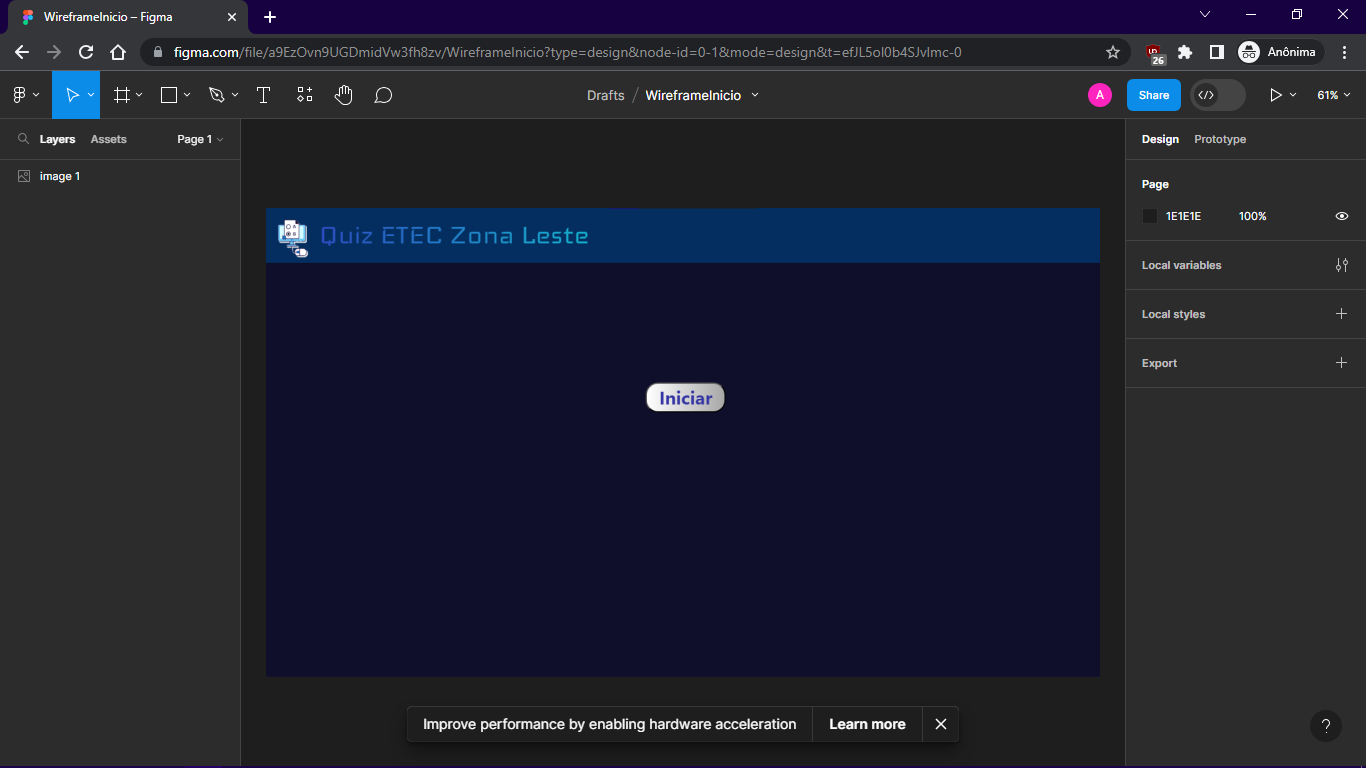 WireframeInicio – Figma
figma.com/file/a9EzOvn9UGDmidVw3fh8zv/WireframeInicio?type=design&node-id=0-1&mode=design&t=efJL5oI0b4SJvlmc-0
26
Anônima
Drafts / WireframeInicio
A
Share
61%
Layers
Assets
Page 1
Design
Prototype
image 1
Page
1E1E1E
100%
Quiz ETEC Zona Leste
Local variables
Local styles
Export
Iniciar
Improve performance by enabling hardware acceleration
Learn more
?